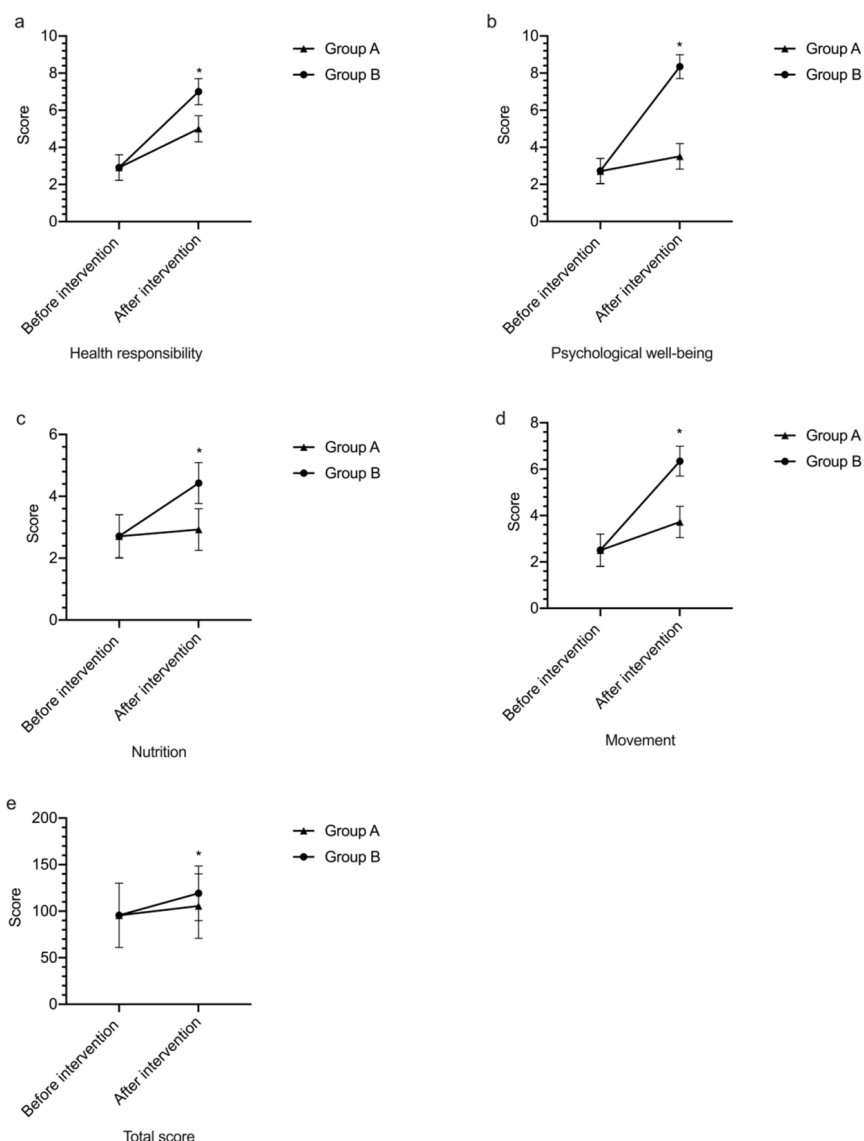 a
10
8
6
4
2
0
Score
*
Group A
Group B
Before intervention
After intervention
Health responsibility
b
10
8
6
4
2
0
Score
*
Group A
Group B
Before intervention
After intervention
Psychological well-being
c
6
4
2
0
Score
*
Group A
Group B
Before intervention
After intervention
Nutrition
d
8
6
4
2
0
Score
*
Group A
Group B
Before intervention
After intervention
Movement
e
200
150
100
50
0
Score
*
Group A
Group B
Before intervention
After intervention
Total score